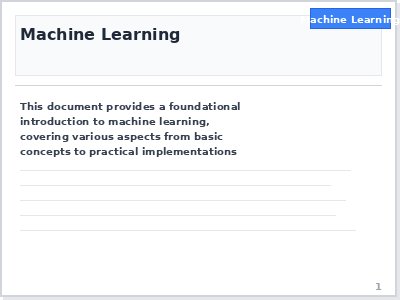 Machine Learning
Machine Learning
This document provides a foundational
introduction to machine learning,
covering various aspects from basic
concepts to practical implementations
1